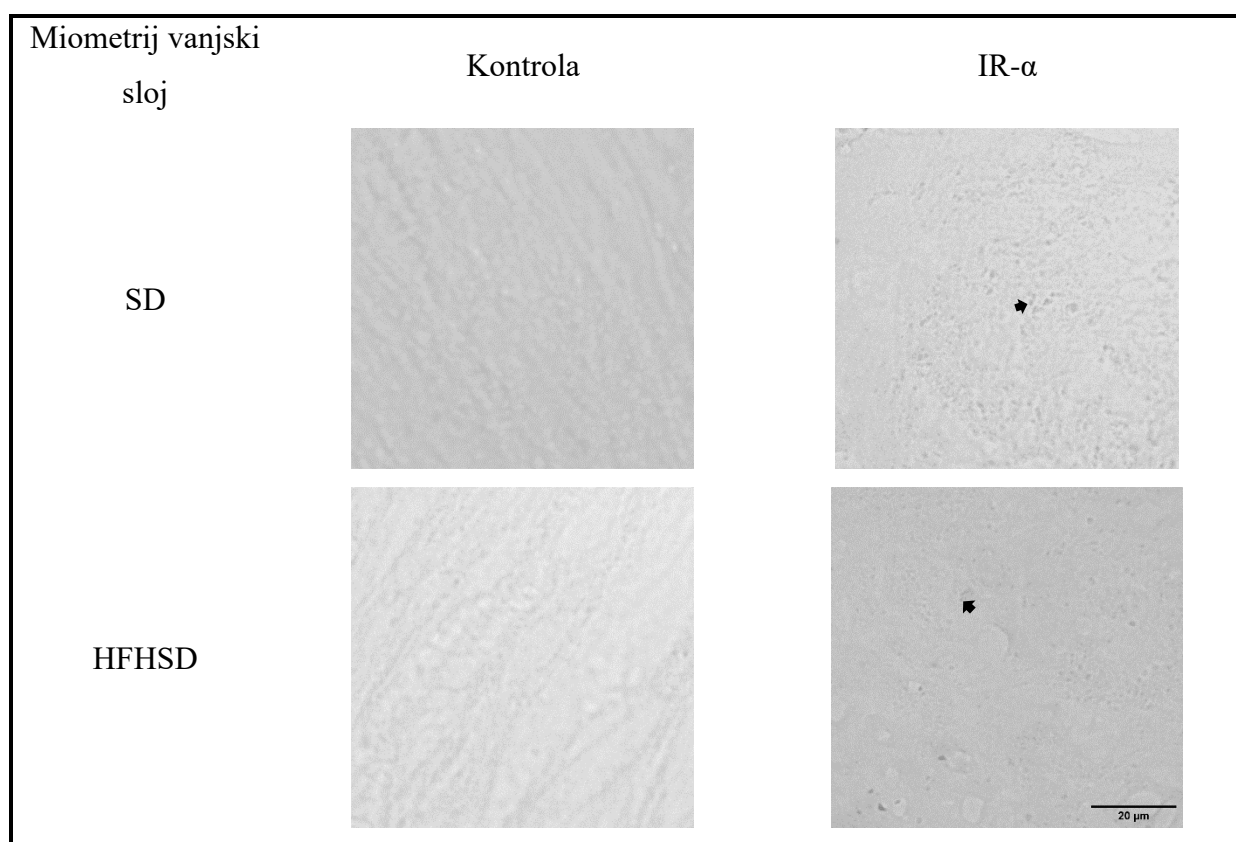 Miometrij vanjski
sloj
Kontrola
IR-α
SD
HFHSD
20 µm